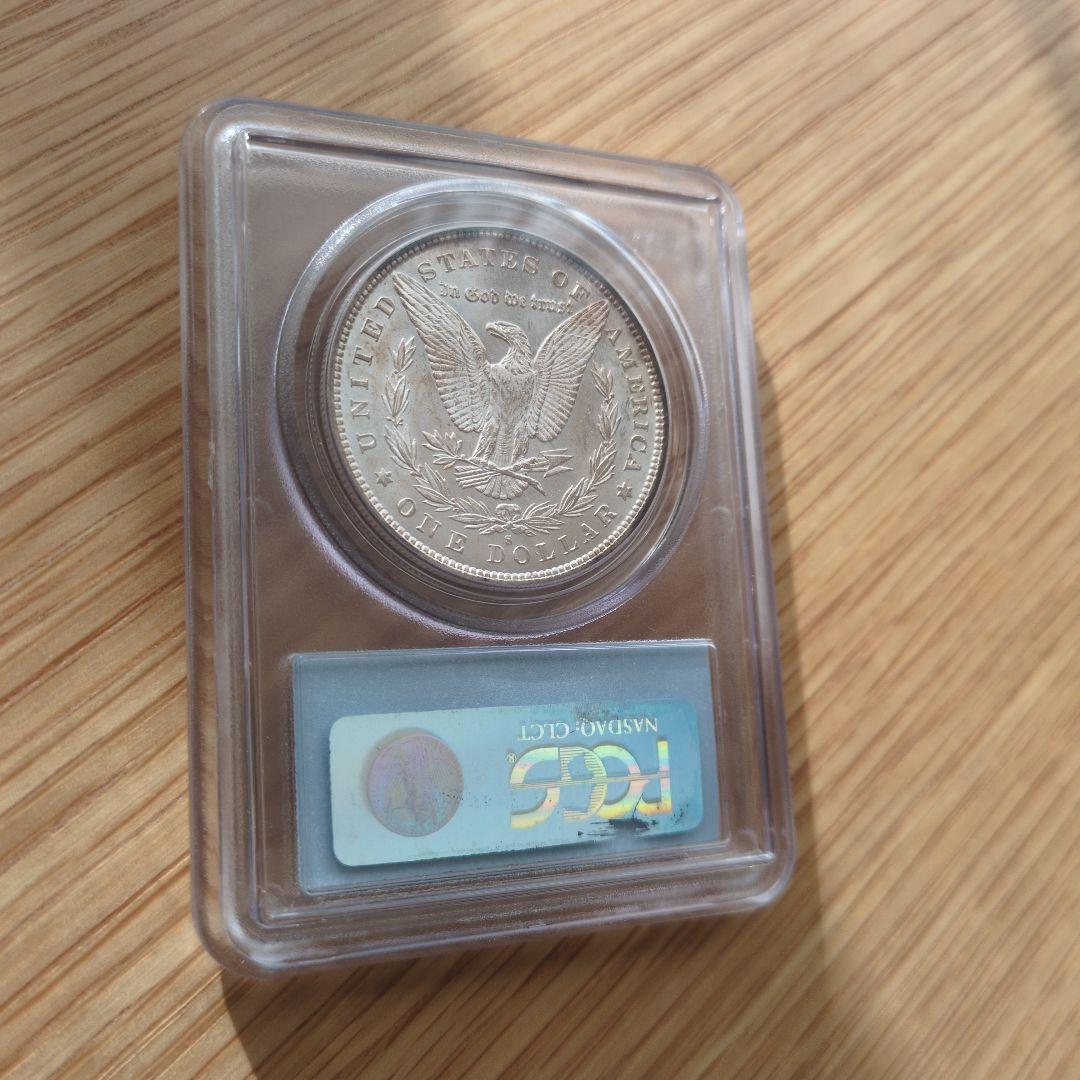 UNITED STATES OF AMERICA
In God we trust
S
ONE DOLLAR
NASDAQ: CLCT
PCGS®